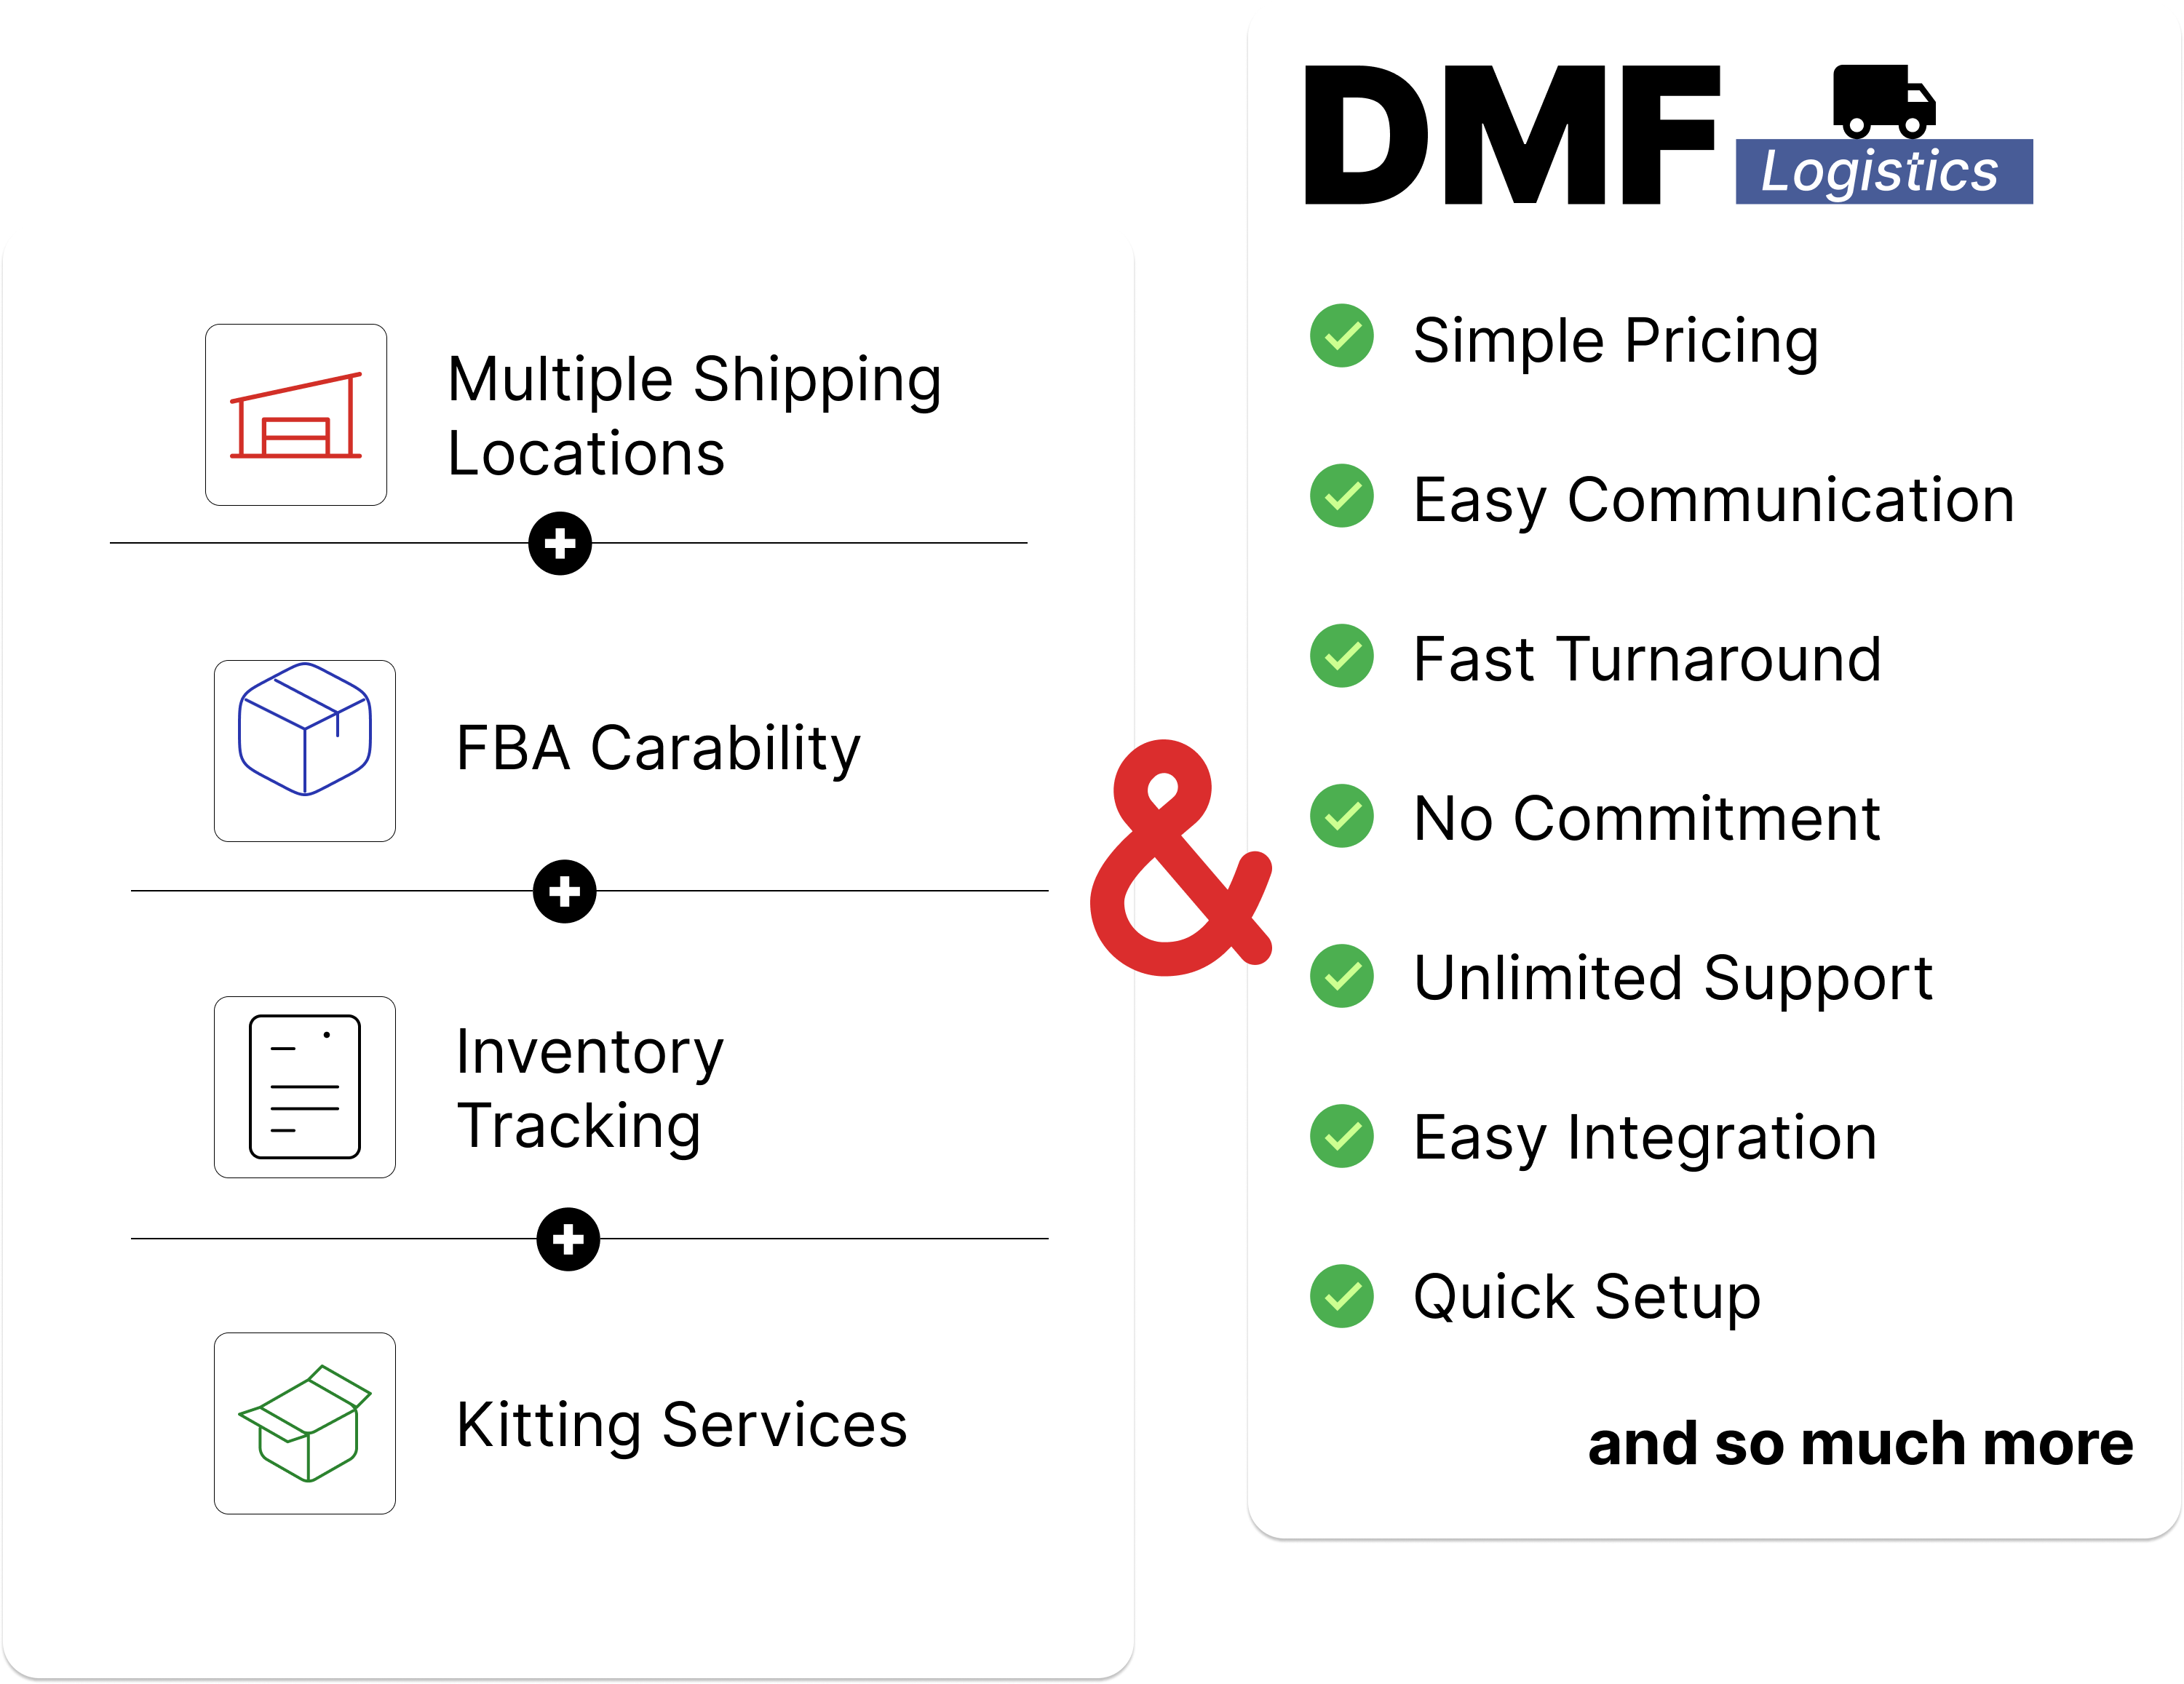 Multiple Shipping
Locations
FBA Carability
Inventory
Tracking
Kitting Services
&
DMF Logistics
Simple Pricing
Easy Communication
Fast Turnaround
No Commitment
Unlimited Support
Easy Integration
Quick Setup
and so much more